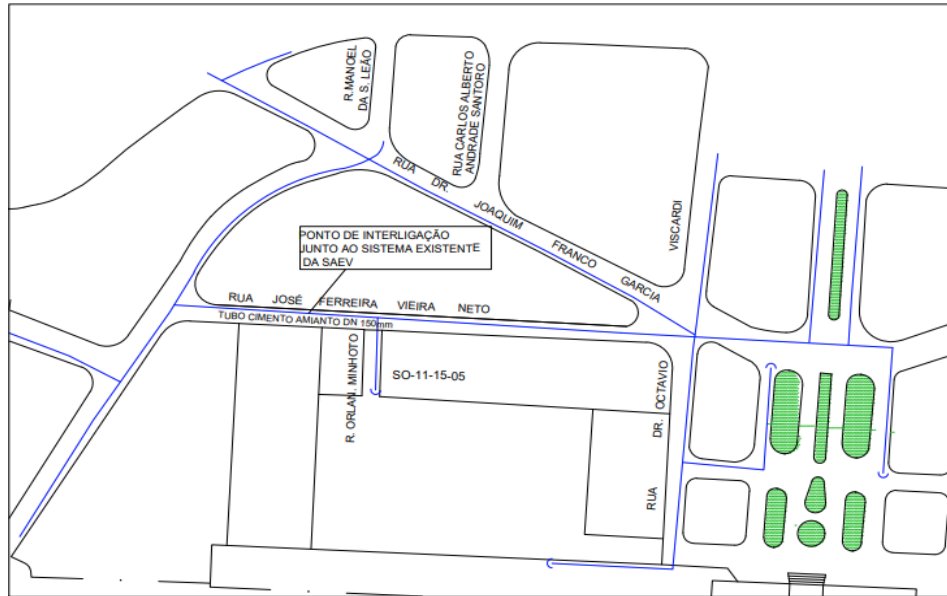 R.MANOEL
DA S. LEÃO
RUA CARLOS ALBERTO
ANDRADE SANTORO
RUA DR. JOAQUIM FRANCO GARCIA
VISCARDI
PONTO DE INTERLIGAÇÃO
JUNTO AO SISTEMA EXISTENTE
DA SAEV
RUA JOSÉ FERREIRA VIEIRA NETO
TUBO CIMENTO AMIANTO DN 150mm
R. ORLAN. MINHOTO
SO-11-15-05
RUA DR. OCTAVIO